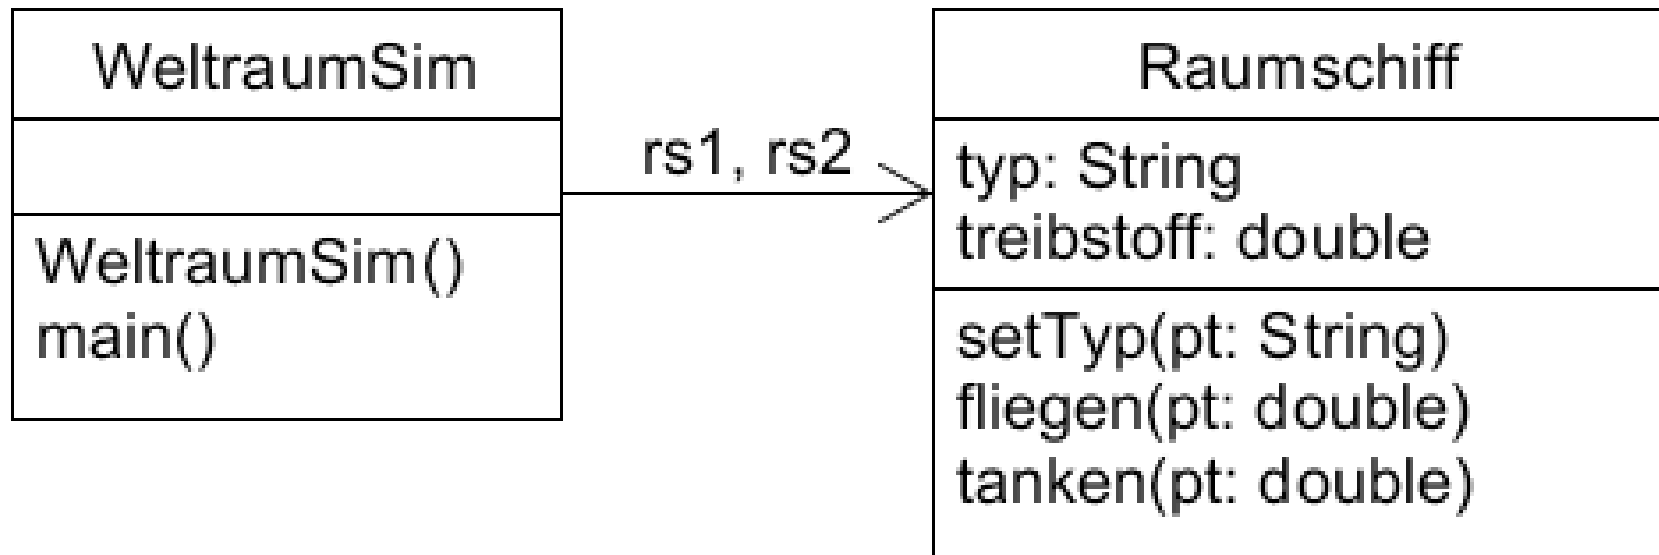 WeltraumSim
WeltraumSim()
main()
rs1, rs2
Raumschiff
typ: String
treibstoff: double
setTyp(pt: String)
fliegen(pt: double)
tanken(pt: double)